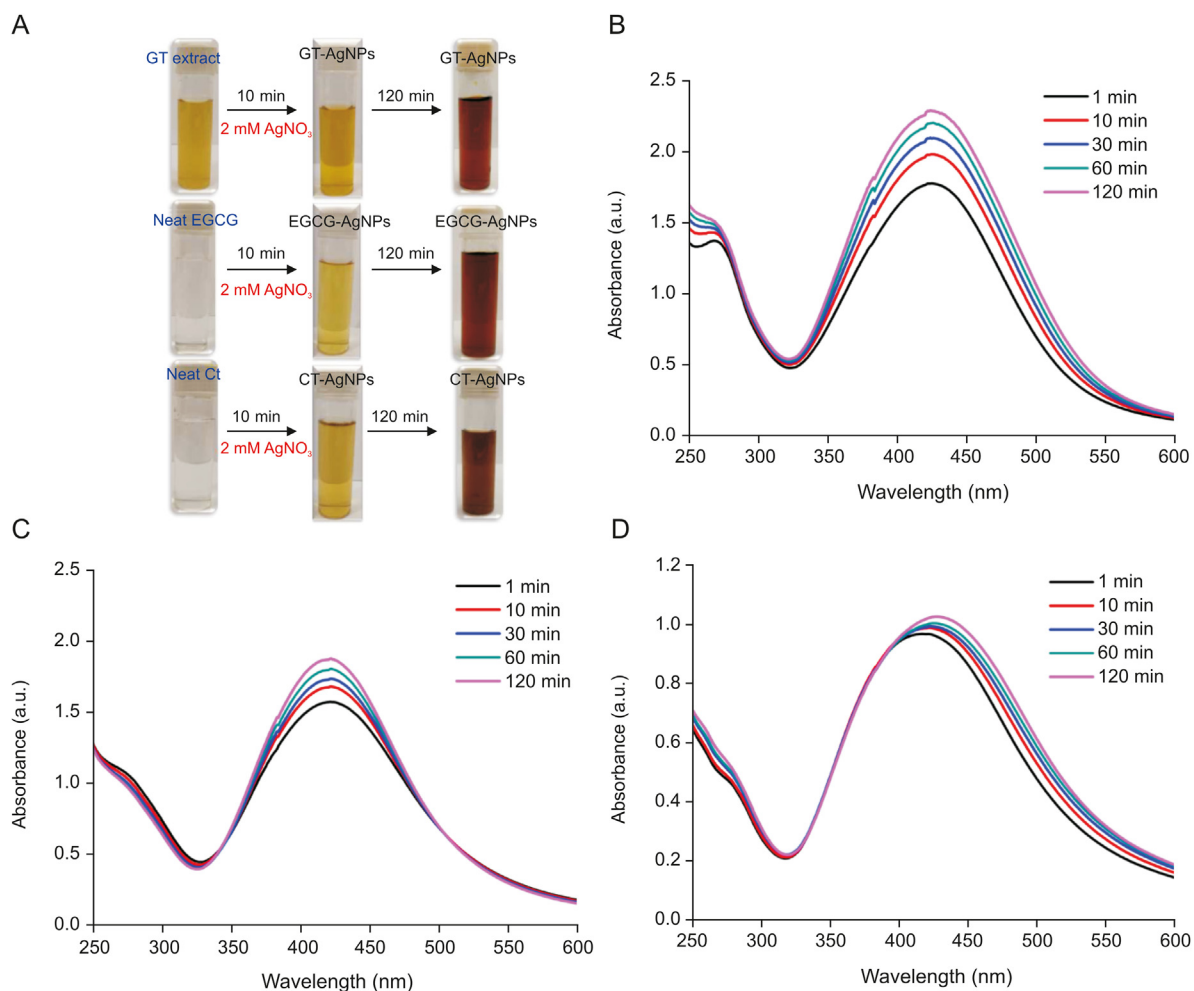 A
GT extract
GT-AgNPs
GT-AgNPs
10 min
120 min
2 mM AgNO₃
Neat EGCG
EGCG-AgNPs
EGCG-AgNPs
10 min
120 min
2 mM AgNO₃
Neat Ct
CT-AgNPs
CT-AgNPs
10 min
120 min
2 mM AgNO₃
B
2.5
2.0
1.5
1.0
0.5
0.0
Absorbance (a.u.)
1 min
10 min
30 min
60 min
120 min
250 300 350 400 450 500 550 600
Wavelength (nm)
C
2.5
2.0
1.5
1.0
0.5
0.0
Absorbance (a.u.)
1 min
10 min
30 min
60 min
120 min
250 300 350 400 450 500 550 600
Wavelength (nm)
D
1.2
1.0
0.8
0.6
0.4
0.2
0.0
Absorbance (a.u.)
1 min
10 min
30 min
60 min
120 min
250 300 350 400 450 500 550 600
Wavelength (nm)